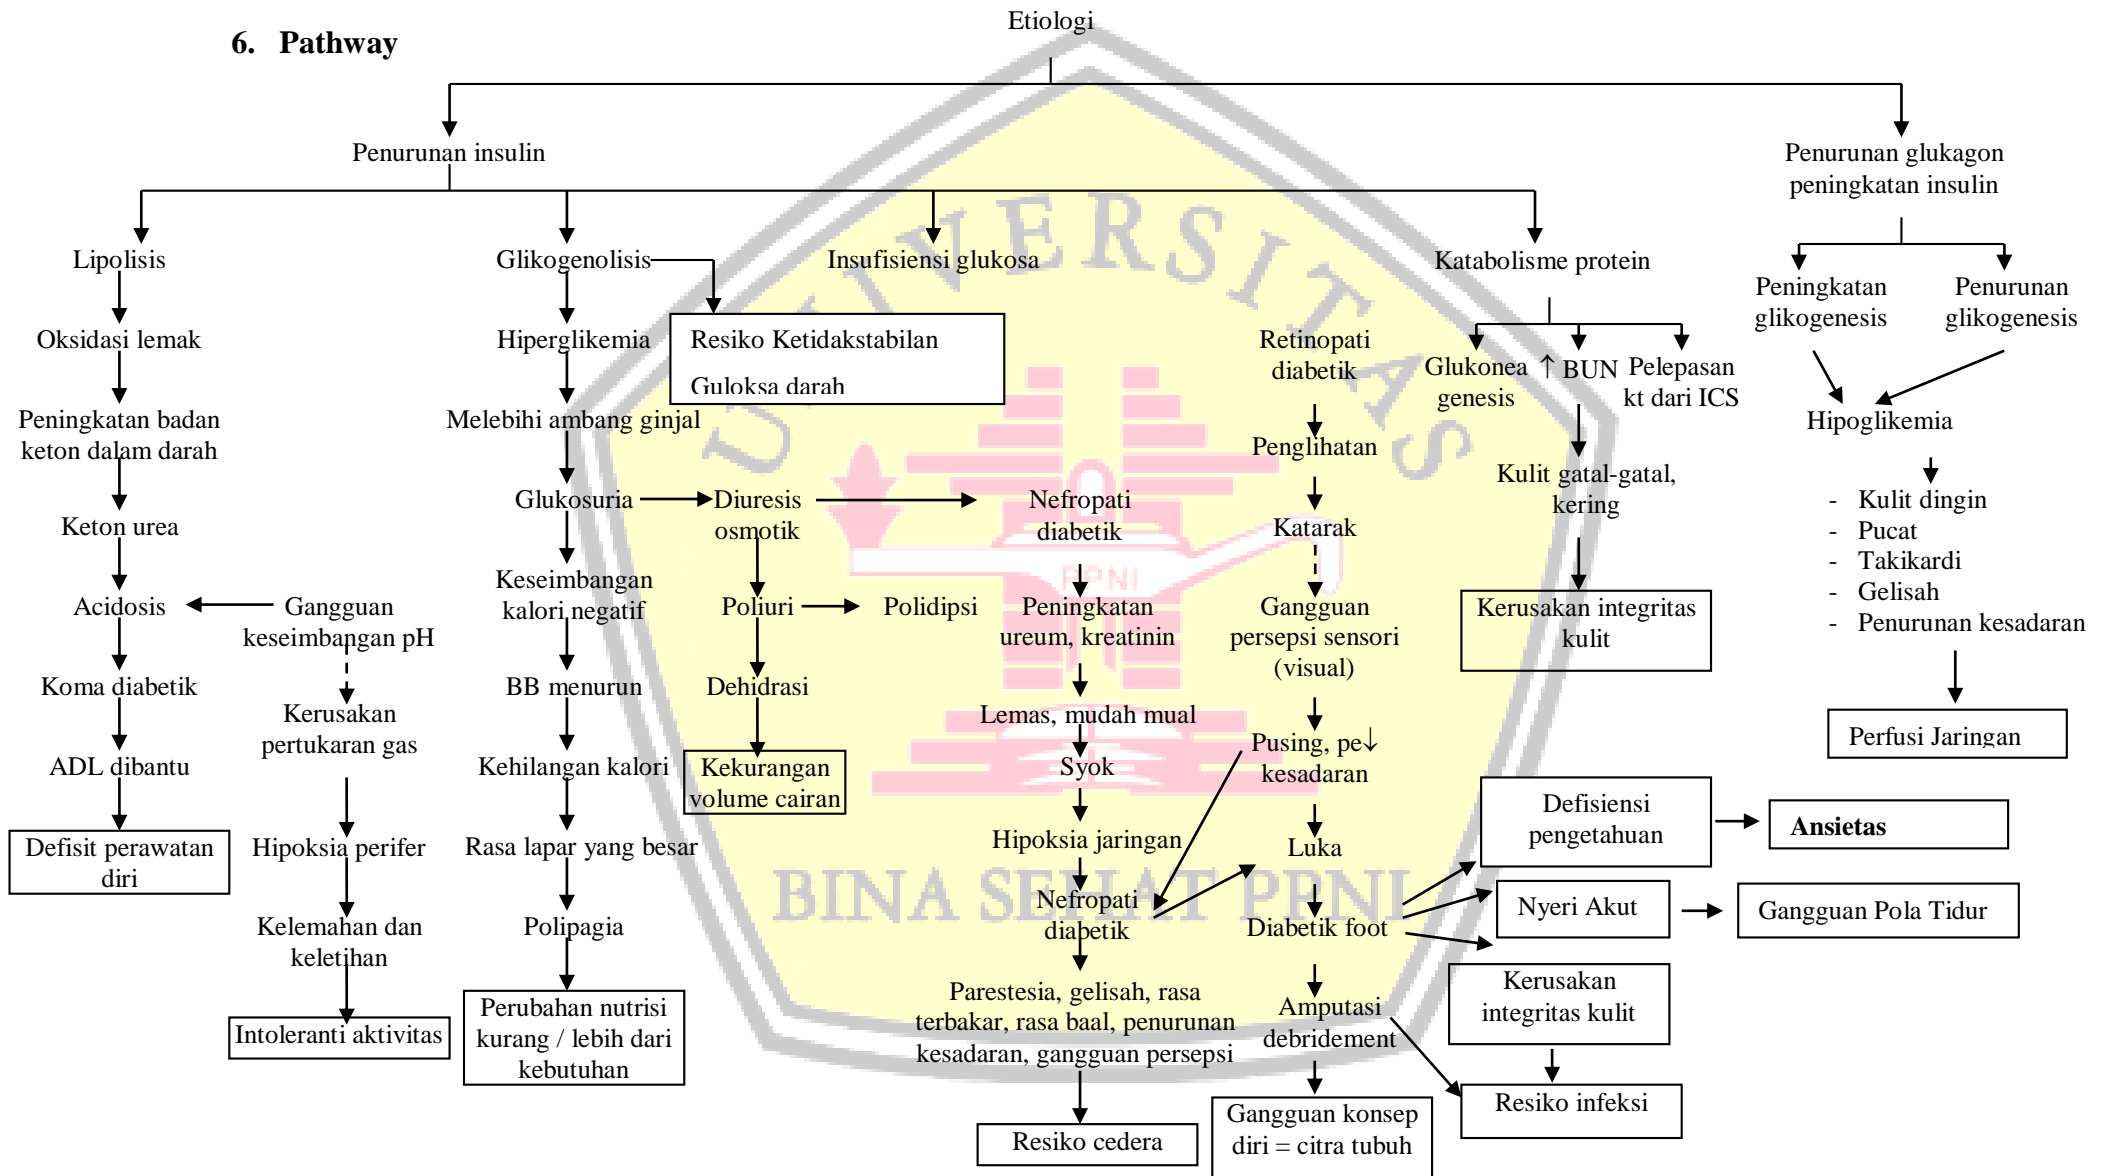 6. Pathway
Etiologi
Penurunan insulin
Penurunan glukagon
peningkatan insulin
Lipolisis
Oksidasi lemak
Peningkatan badan
keton dalam darah
Keton urea
Acidosis
Koma diabetik
ADL dibantu
Defisit perawatan
diri
Gangguan
keseimbangan pH
Kerusakan
pertukaran gas
Hipoksia perifer
Kelemahan dan
keletihan
Intoleranti aktivitas
Glikogenolisis
Hiperglikemia
Melebihi ambang ginjal
Glukosuria
Keseimbangan
kalori negatif
BB menurun
Kehilangan kalori
Rasa lapar yang besar
Polipagia
Perubahan nutrisi
kurang / lebih dari
kebutuhan
Resiko Ketidakstabilan
Guloksa darah
Diuresis
osmotik
Poliuri
Polidipsi
Dehidrasi
Kekurangan
volume cairan
Insufisiensi glukosa
Nefropati
diabetik
Peningkatan
ureum, kreatinin
Lemas, mudah mual
Syok
Hipoksia jaringan
Nefropati
diabetik
Parestesia, gelisah, rasa
terbakar, rasa baal, penurunan
kesadaran, gangguan persepsi
Resiko cedera
Retinopati
diabetik
Penglihatan
Katarak
Gangguan
persepsi sensori
(visual)
Pusing, pe↓
kesadaran
Luka
Diabetik foot
Amputasi
debridement
Gangguan konsep
diri = citra tubuh
Katabolisme protein
Glukonea
genesis
↑ BUN
Pelepasan
kt dari ICS
Kulit gatal-gatal,
kering
Kerusakan integritas
kulit
Defisiensi
pengetahuan
Ansietas
Nyeri Akut
Gangguan Pola Tidur
Kerusakan
integritas kulit
Resiko infeksi
Peningkatan
glikogenesis
Penurunan
glikogenesis
Hipoglikemia
- Kulit dingin
- Pucat
- Takikardi
- Gelisah
- Penurunan kesadaran
Perfusi Jaringan
UNIVERSITAS
PPNI
BINA SEHAT PPNI